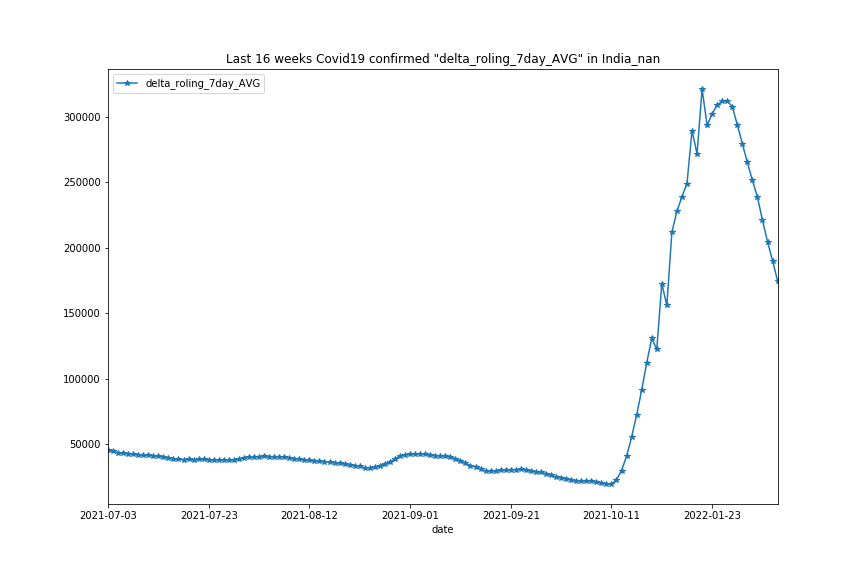 Last 16 weeks Covid19 confirmed "delta_roling_7day_AVG" in India_nan
delta_roling_7day_AVG
300000
250000
200000
150000
100000
50000
2021-07-03 2021-07-23 2021-08-12 2021-09-01 2021-09-21 2021-10-11 2022-01-23
date